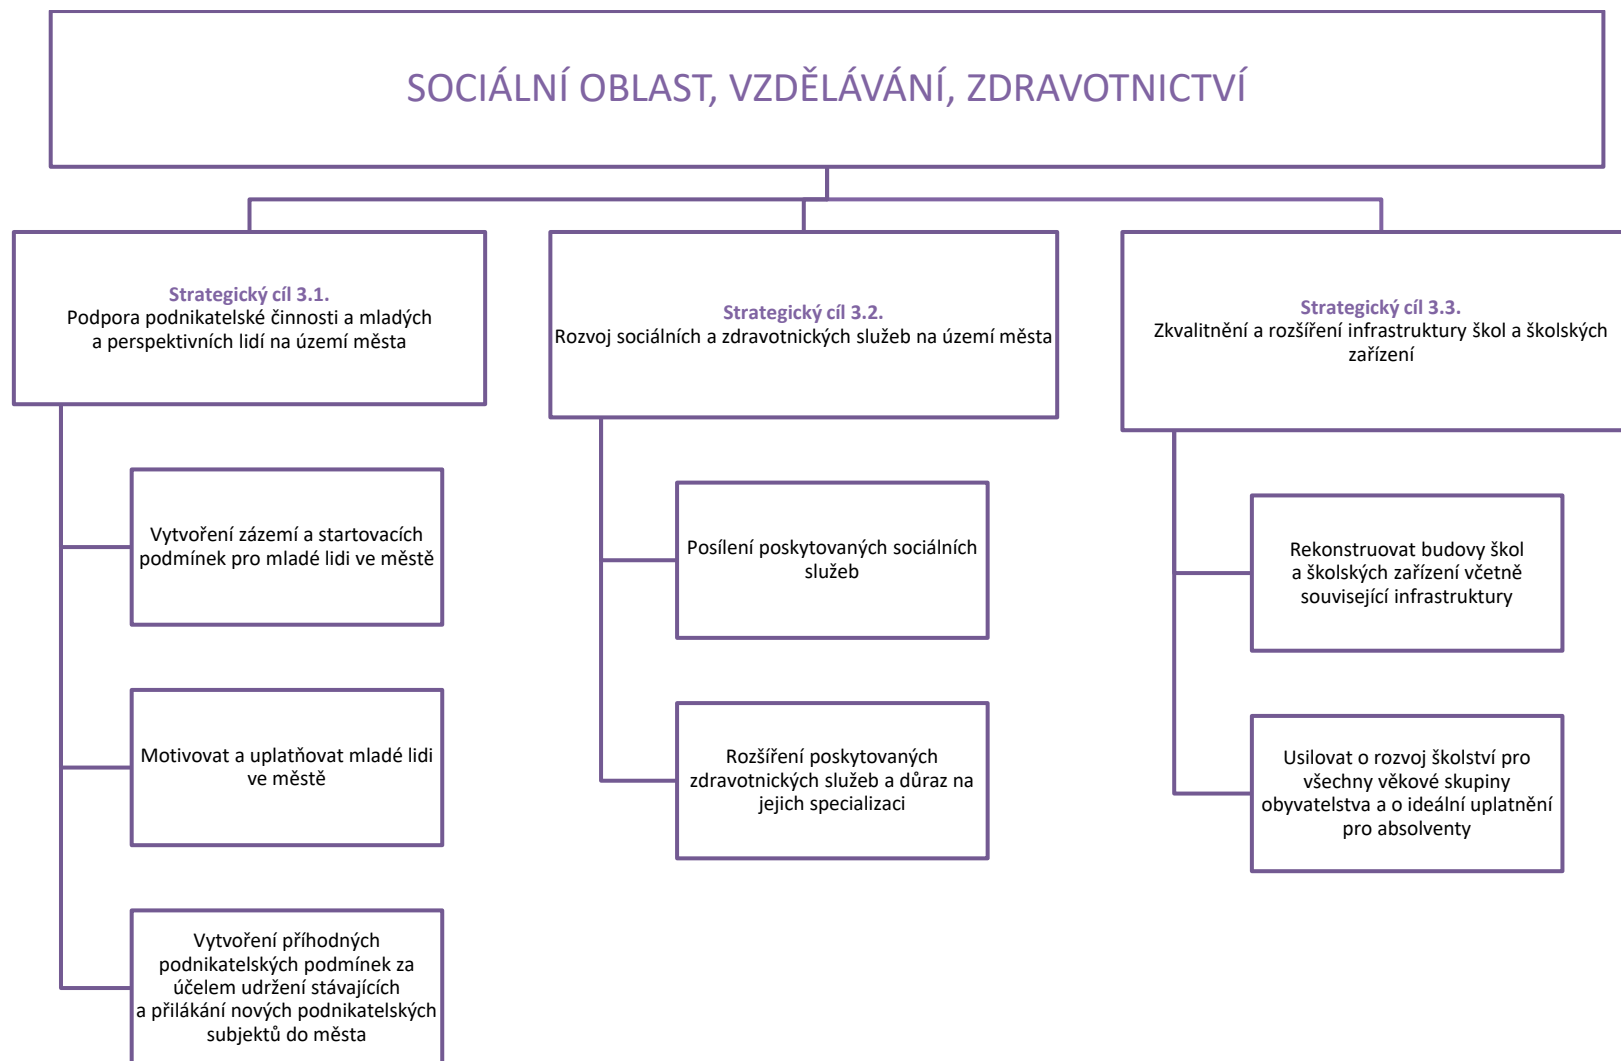 SOCIÁLNÍ OBLAST, VZDĚLÁVÁNÍ, ZDRAVOTNICTVÍ
Strategický cíl 3.1.
Podpora podnikatelské činnosti a mladých
a perspektivních lidí na území města
Vytvoření zázemí a startovacích
podmínek pro mladé lidi ve městě
Motivovat a uplatňovat mladé lidi
ve městě
Vytvoření příhodných
podnikatelských podmínek za
účelem udržení stávajících
a přilákání nových podnikatelských
subjektů do města
Strategický cíl 3.2.
Rozvoj sociálních a zdravotnických služeb na území města
Posílení poskytovaných sociálních
služeb
Rozšíření poskytovaných
zdravotnických služeb a důraz na
jejich specializaci
Strategický cíl 3.3.
Zkvalitnění a rozšíření infrastruktury škol a školských
zařízení
Rekonstruovat budovy škol
a školských zařízení včetně
související infrastruktury
Usilovat o rozvoj školství pro
všechny věkové skupiny
obyvatelstva a o ideální uplatnění
pro absolventy